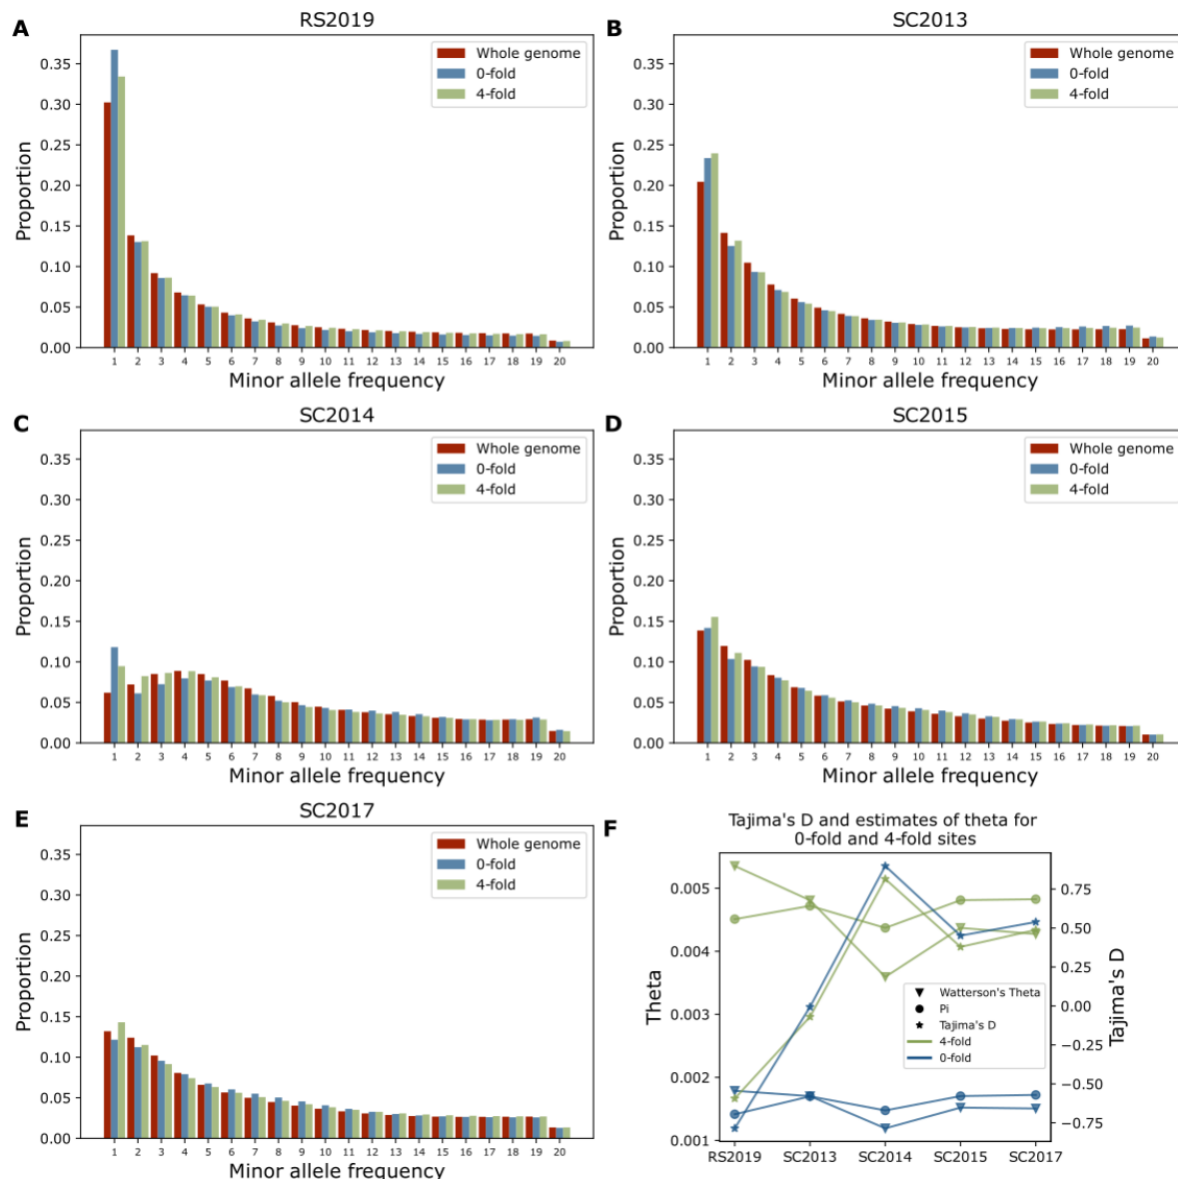 A
RS2019
Proportion
0.35
0.30
0.25
0.20
0.15
0.10
0.05
0.00
Whole genome
0-fold
4-fold
1 2 3 4 5 6 7 8 9 10 11 12 13 14 15 16 17 18 19 20
Minor allele frequency
B
SC2013
Proportion
0.35
0.30
0.25
0.20
0.15
0.10
0.05
0.00
Whole genome
0-fold
4-fold
1 2 3 4 5 6 7 8 9 10 11 12 13 14 15 16 17 18 19 20
Minor allele frequency
C
SC2014
Proportion
0.35
0.30
0.25
0.20
0.15
0.10
0.05
0.00
Whole genome
0-fold
4-fold
1 2 3 4 5 6 7 8 9 10 11 12 13 14 15 16 17 18 19 20
Minor allele frequency
D
SC2015
Proportion
0.35
0.30
0.25
0.20
0.15
0.10
0.05
0.00
Whole genome
0-fold
4-fold
1 2 3 4 5 6 7 8 9 10 11 12 13 14 15 16 17 18 19 20
Minor allele frequency
E
SC2017
Proportion
0.35
0.30
0.25
0.20
0.15
0.10
0.05
0.00
Whole genome
0-fold
4-fold
1 2 3 4 5 6 7 8 9 10 11 12 13 14 15 16 17 18 19 20
Minor allele frequency
F
Tajima's D and estimates of theta for
0-fold and 4-fold sites
Theta
0.005
0.004
0.003
0.002
0.001
Watterson's Theta
Pi
Tajima's D
4-fold
0-fold
0.75
0.50
0.25
0.00
−0.25
−0.50
−0.75
Tajima's D
RS2019 SC2013 SC2014 SC2015 SC2017